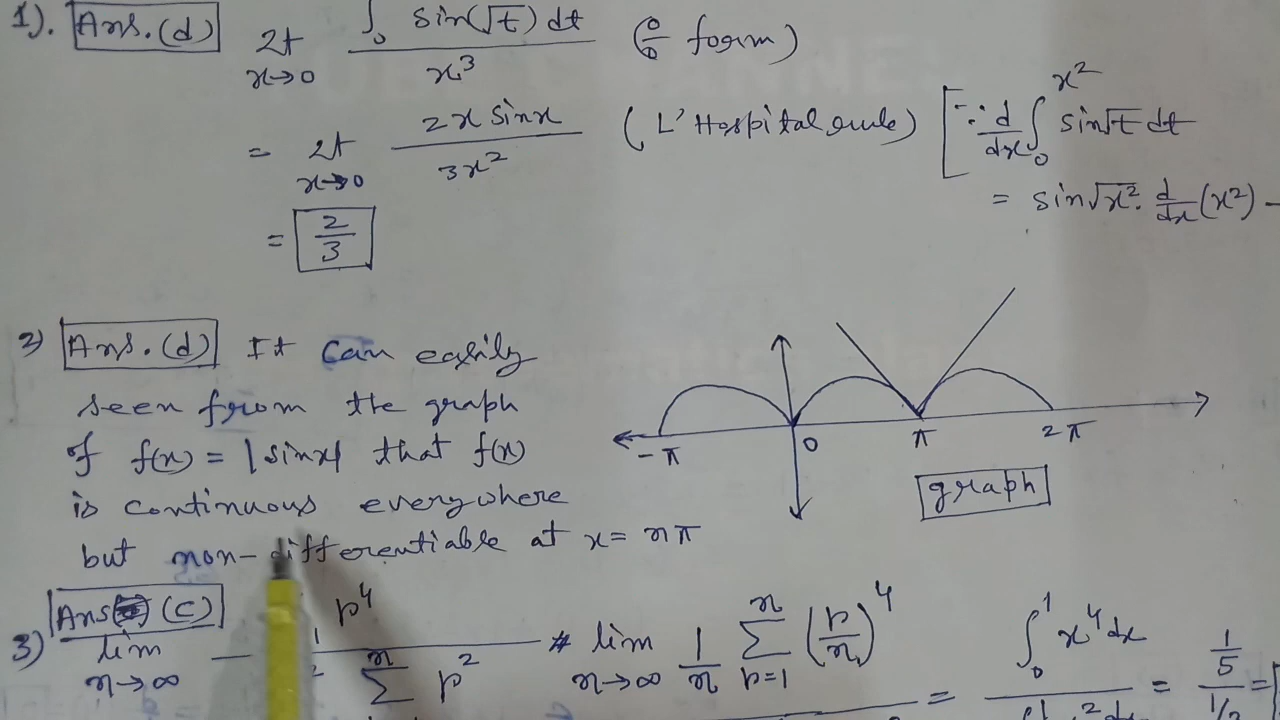 1). Ans.(d) Lt x→0 ∫₀ sin(√t) dt / x³ (0/0 form)
= Lt x→0 2x sinx / 3x² (L'Hospital rule) [∵ d/dx ∫₀^x² sin√t dt
= sin√x². d/dx (x²) -
= 2/3
2) Ans.(d) It can easily
seen from the graph
of f(x) = |sinx| that f(x)
is continuous everywhere
but non-differentiable at x = nπ
-π 0 π 2π
graph
3) Ans (c)
lim n→∞ p⁴ / Σ^n p² * lim n→∞ 1/n Σ_{p=1}^n (p/n)⁴ = ∫₀¹ x⁴ dx = 1/5 =